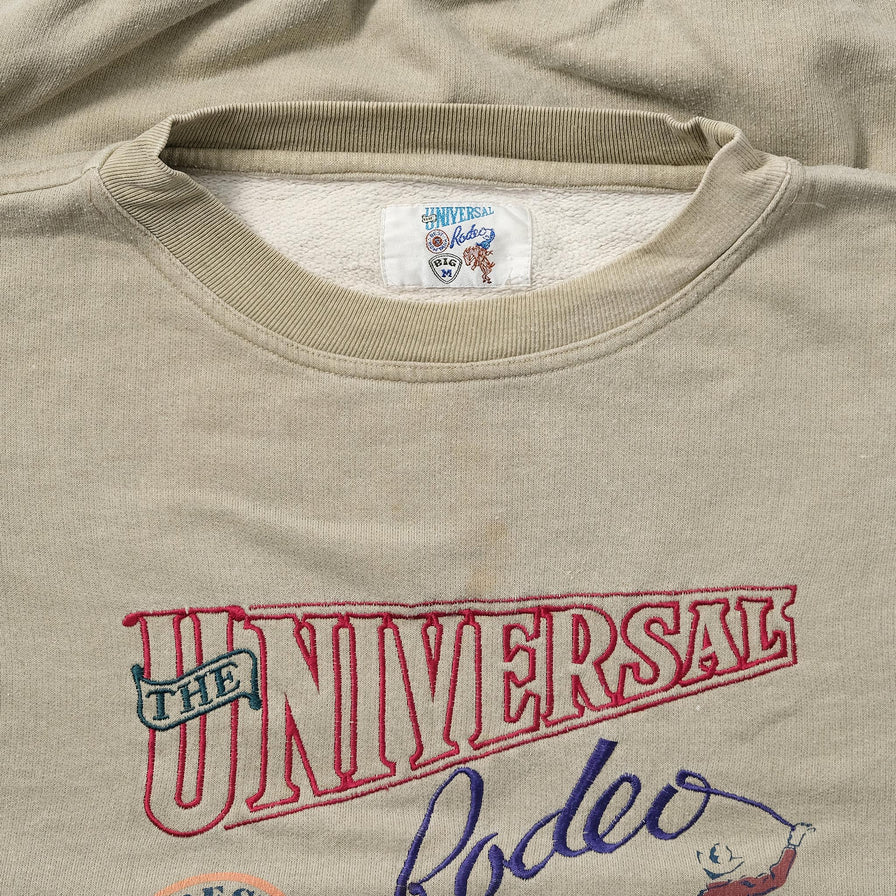 THE
UNIVERSAL
Rodeo
BIG
M
THE
UNIVERSAL
Rodeo